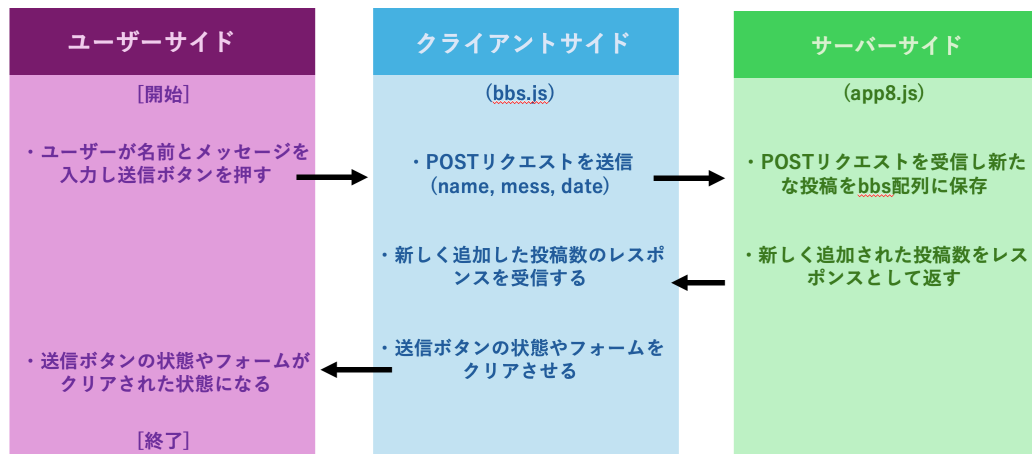 ユーザーサイド
[開始]
・ユーザーが名前とメッセージを
入力し送信ボタンを押す
・送信ボタンの状態やフォームが
クリアされた状態になる
[終了]
クライアントサイド
(bbs.js)
・POSTリクエストを送信
(name, mess, date)
・新しく追加した投稿数のレスポ
ンスを受信する
・送信ボタンの状態やフォームを
クリアさせる
サーバーサイド
(app8.js)
・POSTリクエストを受信し新た
な投稿をbbs配列に保存
・新しく追加された投稿数をレス
ポンスとして返す